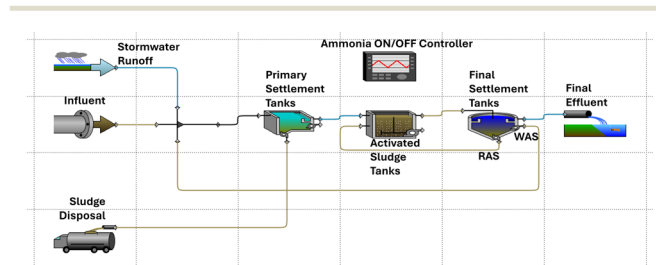 Stormwater
Runoff
Ammonia ON/OFF Controller
Influent
Primary
Settlement
Tanks
Final
Settlement
Tanks
Final
Effluent
Activated
Sludge
Tanks
RAS
WAS
Sludge
Disposal